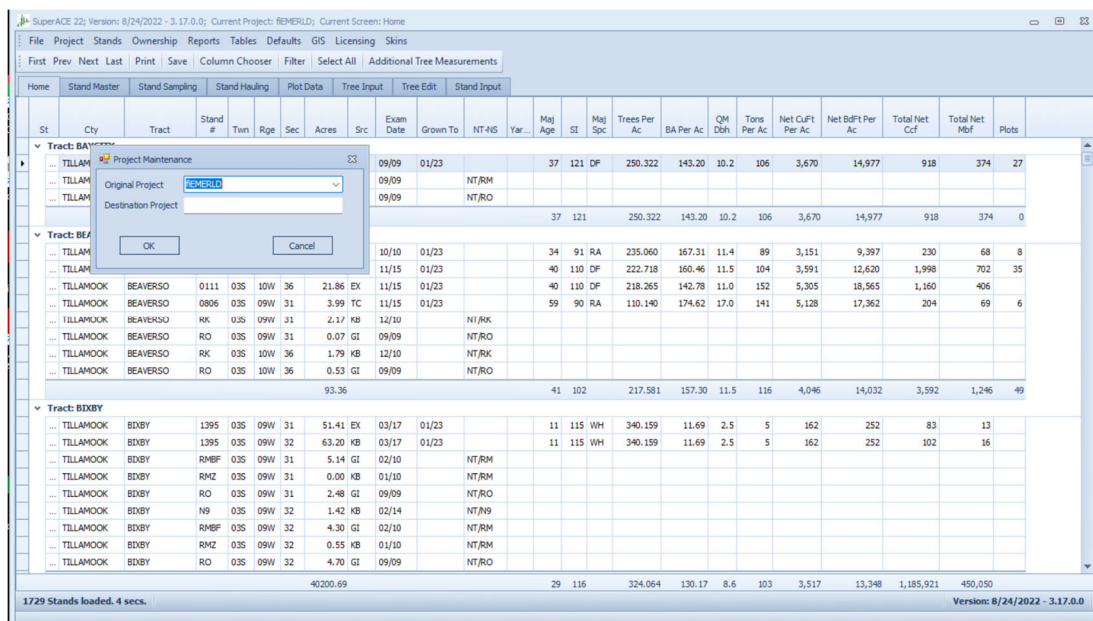 SuperACE 22; Version: 8/24/2022 - 3.17.0.0; Current Project: fiEMERLD; Current Screen: Home
File Project Stands Ownership Reports Tables Defaults GIS Licensing Skins
First Prev Next Last Print Save Column Chooser Filter Select All Additional Tree Measurements
Home Stand Master Stand Sampling Stand Hauling Plot Data Tree Input Tree Edit Stand Input
St Cty Tract Stand # Twn Rge Sec Acres Src Exam Date Grown To NT-NS Yar... Maj Age SI Maj Spc Trees Per Ac BA Per Ac QM Dbh Tons Per Ac Net CuFt Per Ac Net BdFt Per Ac Total Net Ccf Total Net Mbf Plots
Tract:
... TILLAM 09/09 01/23 37 121 DF 250.322 143.20 10.2 106 3,670 14,977 918 374 27
... TILLAM 09/09 NT/RM
... TILLAM 09/09 NT/RO
37 121 250.322 143.20 10.2 106 3,670 14,977 918 374 0
Tract: BEA
... TILLAM 10/10 01/23 34 91 RA 235.060 167.31 11.4 89 3,151 9,397 230 68 8
... TILLAM 11/15 01/23 40 110 DF 222.718 160.46 11.5 104 3,591 12,620 1,998 702 35
... TILLAMOOK BEAVERSO 0111 03S 10W 36 21.86 EX 11/15 01/23 40 110 DF 218.265 142.78 11.0 152 5,305 18,565 1,160 406
... TILLAMOOK BEAVERSO 0806 03S 09W 31 3.99 TC 11/15 01/23 59 90 RA 110.140 174.62 17.0 141 5,128 17,362 204 69 6
... TILLAMOOK BEAVERSO RK 03S 09W 31 2.17 KB 12/10 NT/RK
... TILLAMOOK BEAVERSO RO 03S 09W 31 0.07 GI 09/09 NT/RO
... TILLAMOOK BEAVERSO RK 03S 10W 36 1.79 KB 12/10 NT/RK
... TILLAMOOK BEAVERSO RO 03S 10W 36 0.53 GI 09/09 NT/RO
93.36 41 102 217.581 157.30 11.5 116 4,046 14,032 3,592 1,246 49
Tract: BIXBY
... TILLAMOOK BIXBY 1395 03S 09W 31 51.41 EX 03/17 01/23 11 115 WH 340.159 11.69 2.5 5 162 252 83 13
... TILLAMOOK BIXBY 1395 03S 09W 32 63.20 KB 03/17 01/23 11 115 WH 340.159 11.69 2.5 5 162 252 102 16
... TILLAMOOK BIXBY RMBF 03S 09W 31 5.14 GI 02/10 NT/RM
... TILLAMOOK BIXBY RMZ 03S 09W 31 0.00 KB 01/10 NT/RM
... TILLAMOOK BIXBY RO 03S 09W 31 2.48 GI 09/09 NT/RO
... TILLAMOOK BIXBY N9 03S 09W 32 1.42 KB 02/14 NT/N9
... TILLAMOOK BIXBY RMBF 03S 09W 32 4.30 GI 02/10 NT/RM
... TILLAMOOK BIXBY RMZ 03S 09W 32 0.55 KB 01/10 NT/RM
... TILLAMOOK BIXBY RO 03S 09W 32 4.70 GI 09/09 NT/RO
40200.69 29 116 324.064 130.17 8.6 103 3,517 13,348 1,185,921 450,050
1729 Stands loaded. 4 secs. Version: 8/24/2022 - 3.17.0.0
Project Maintenance
Original Project fiEMERLD
Destination Project
OK Cancel